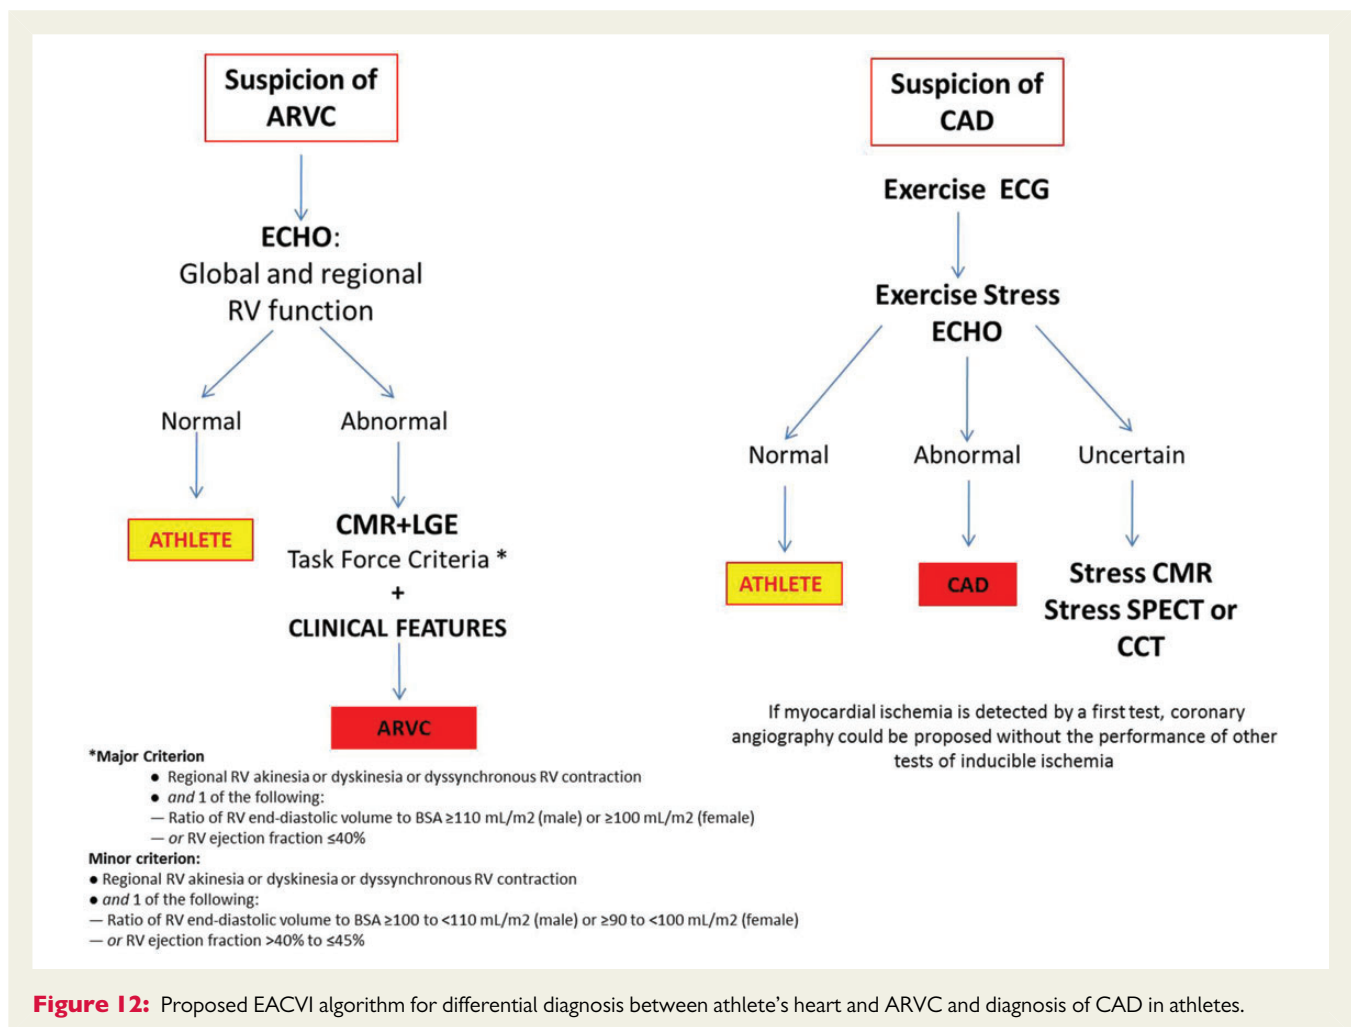 Suspicion of
ARVC
ECHO:
Global and regional
RV function
Normal
Abnormal
ATHLETE
CMR+LGE
Task Force Criteria *
+
CLINICAL FEATURES
ARVC
*Major Criterion
● Regional RV akinesia or dyskinesia or dyssynchronous RV contraction
● and 1 of the following:
— Ratio of RV end-diastolic volume to BSA ≥110 mL/m2 (male) or ≥100 mL/m2 (female)
— or RV ejection fraction ≤40%
Minor criterion:
● Regional RV akinesia or dyskinesia or dyssynchronous RV contraction
● and 1 of the following:
— Ratio of RV end-diastolic volume to BSA ≥100 to <110 mL/m2 (male) or ≥90 to <100 mL/m2 (female)
— or RV ejection fraction >40% to ≤45%
Suspicion of
CAD
Exercise ECG
Exercise Stress
ECHO
Normal
Abnormal
Uncertain
ATHLETE
CAD
Stress CMR
Stress SPECT or
CCT
If myocardial ischemia is detected by a first test, coronary
angiography could be proposed without the performance of other
tests of inducible ischemia
Figure 12: Proposed EACVI algorithm for differential diagnosis between athlete's heart and ARVC and diagnosis of CAD in athletes.